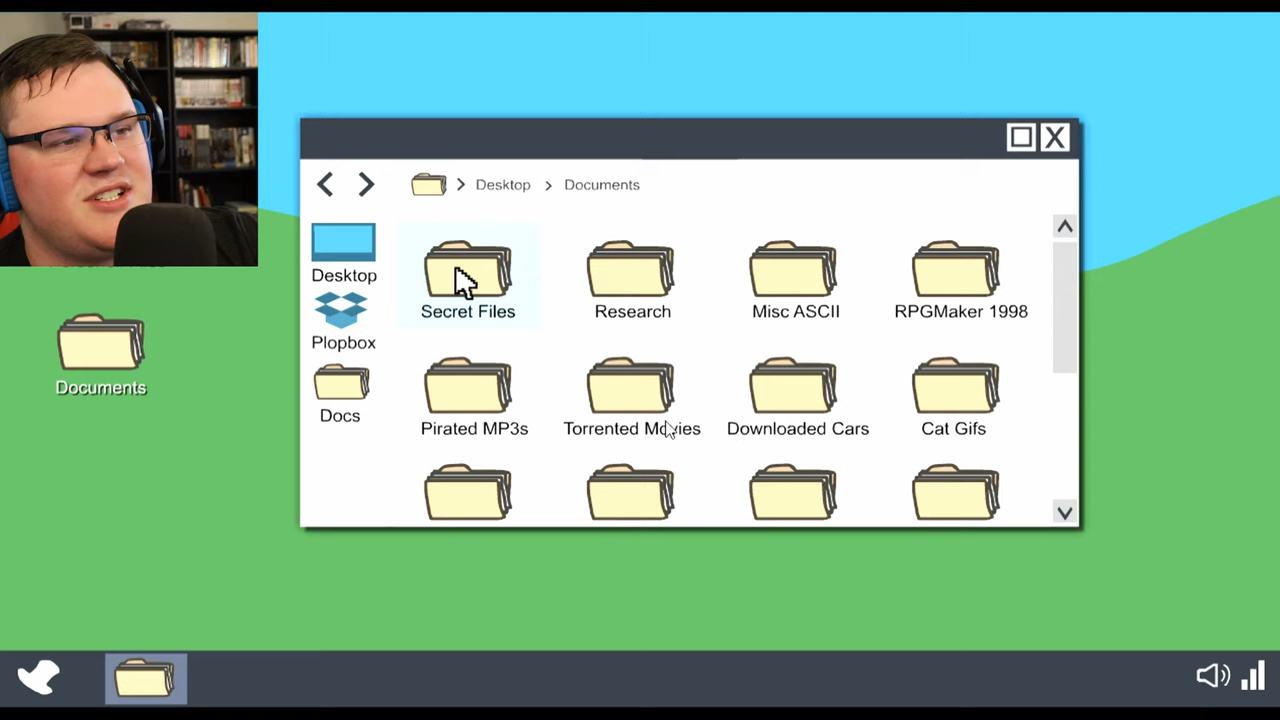 X
Desktop Documents
Desktop
Secret Files Research Misc ASCII RPGMaker 1998
Plopbox
Documents
Docs
Pirated MP3s Torrented Movies Downloaded Cars Cat Gifs